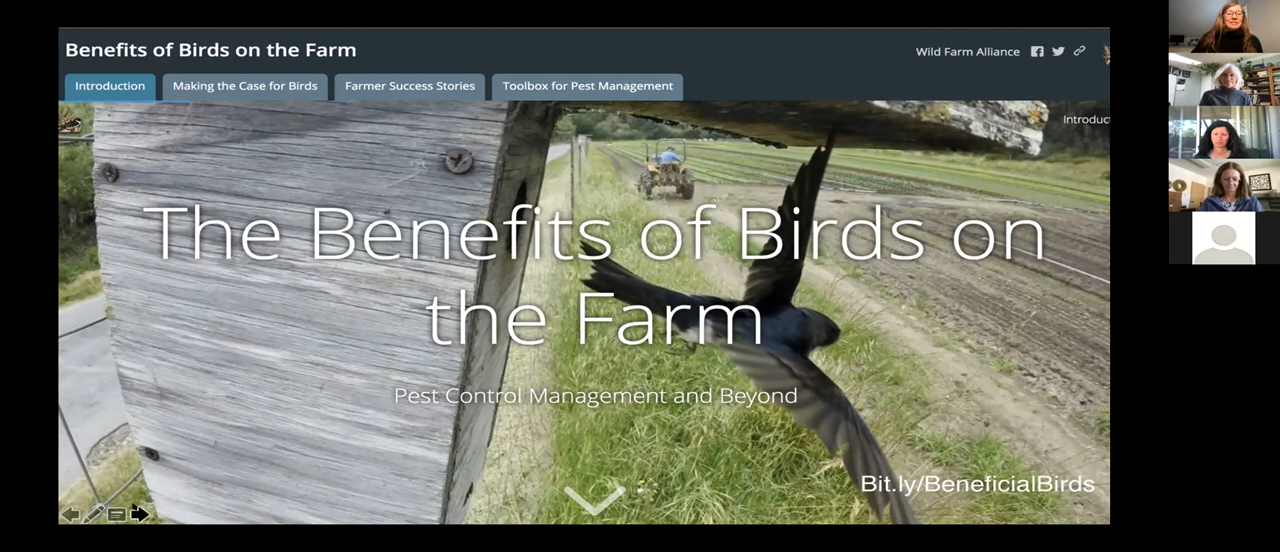 Benefits of Birds on the Farm
Wild Farm Alliance
Introduction
Making the Case for Birds
Farmer Success Stories
Toolbox for Pest Management
Introduc
The Benefits of Birds on
the Farm
Pest Control Management and Beyond
Bit.ly/BeneficialBirds